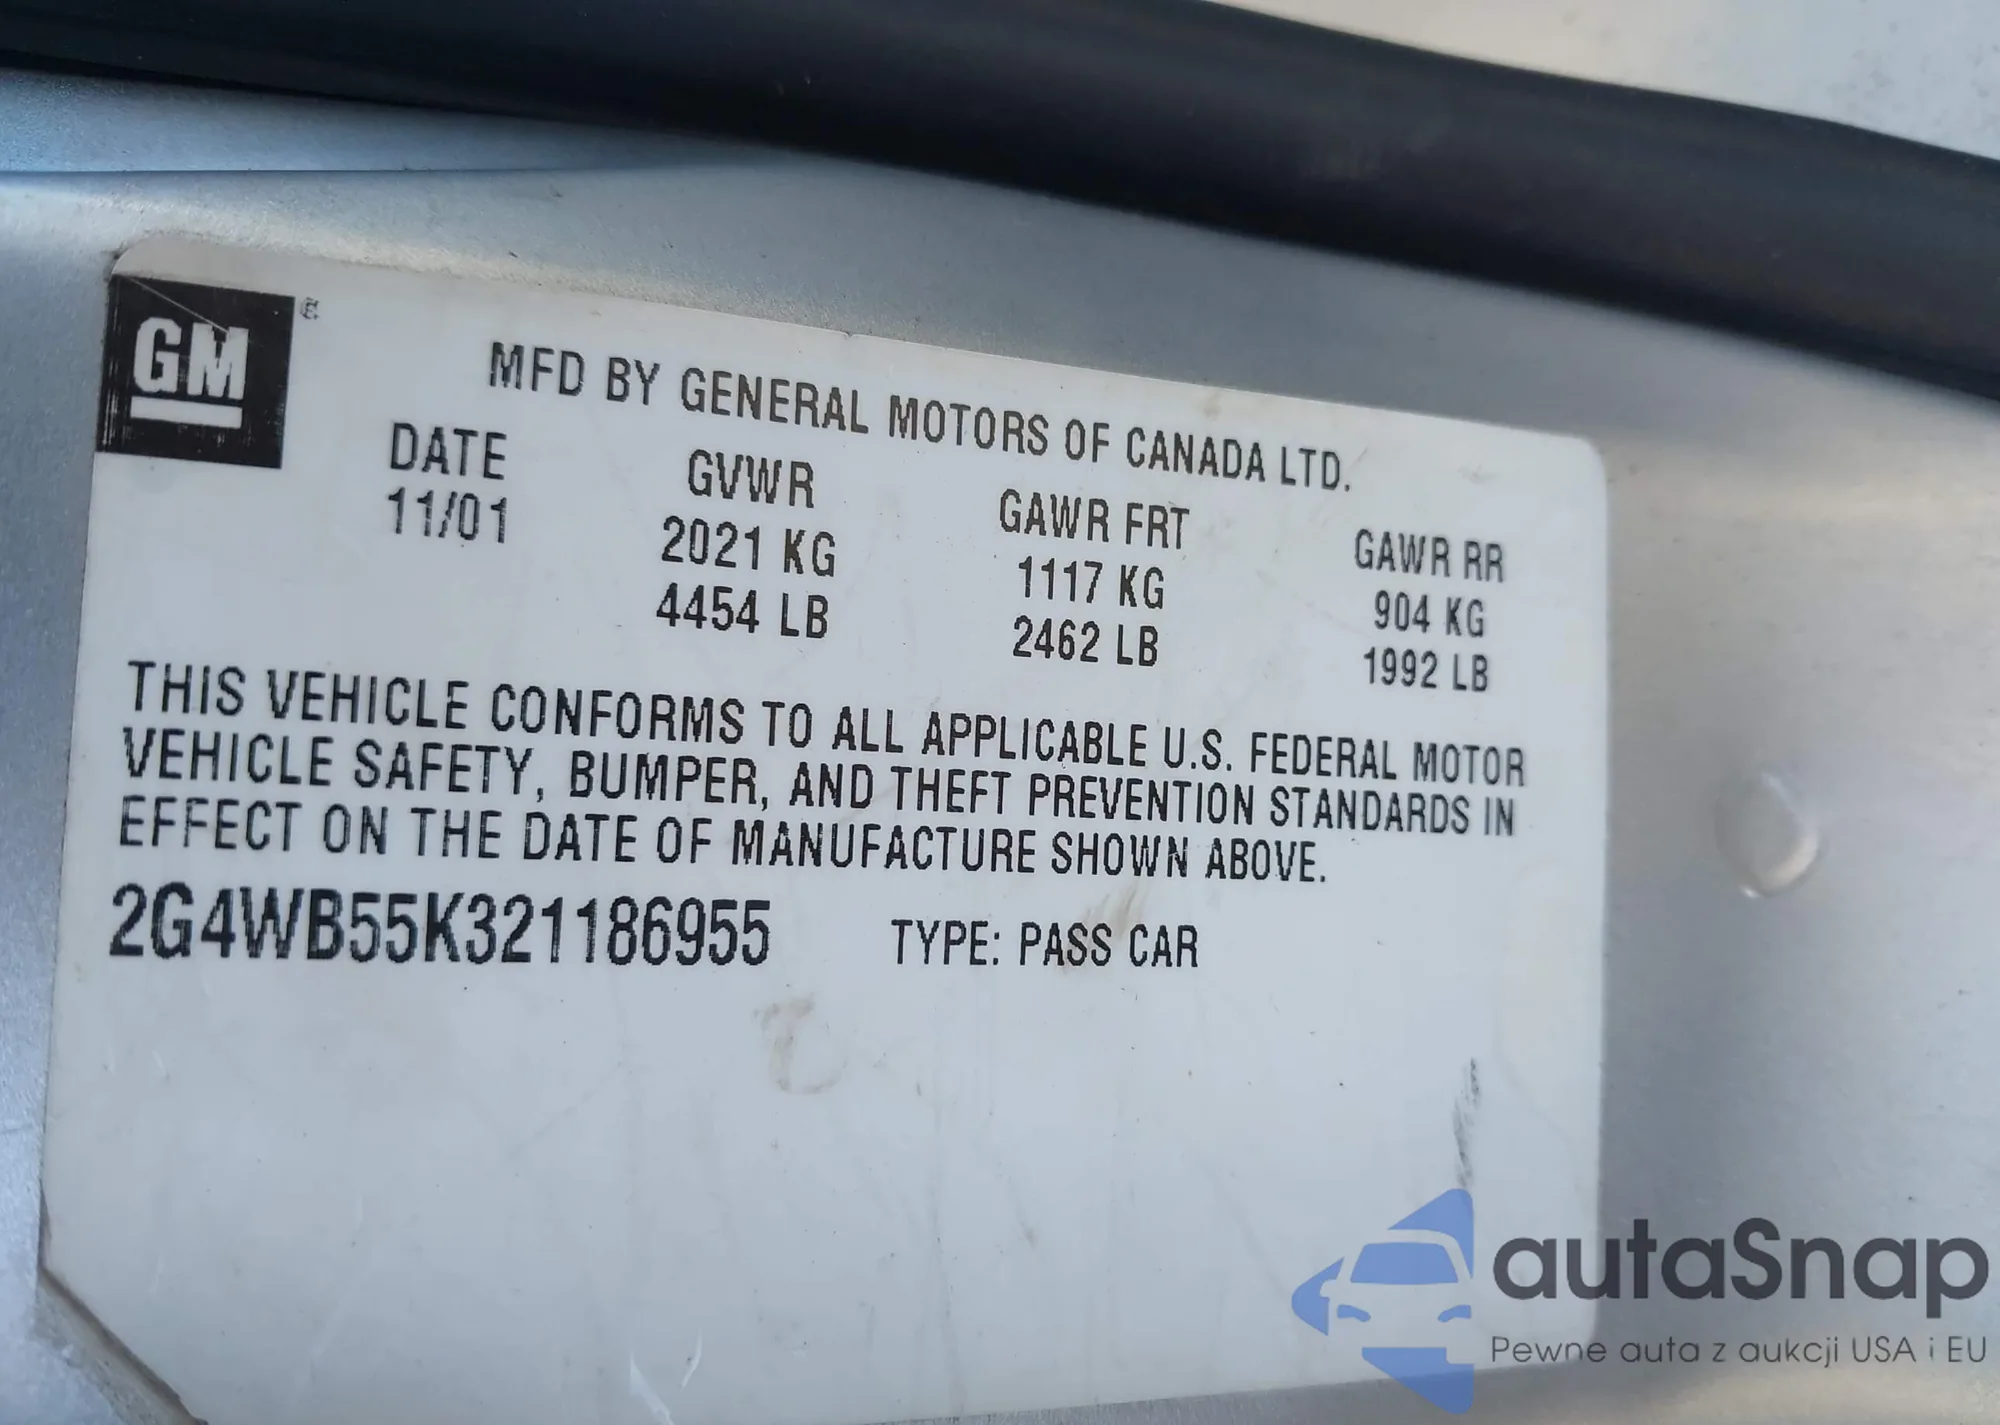 GM
MFD BY GENERAL MOTORS OF CANADA LTD.
DATE GVWR GAWR FRT GAWR RR
11/01 2021 KG 1117 KG 904 KG
4454 LB 2462 LB 1992 LB
THIS VEHICLE CONFORMS TO ALL APPLICABLE U.S. FEDERAL MOTOR
VEHICLE SAFETY, BUMPER, AND THEFT PREVENTION STANDARDS IN
EFFECT ON THE DATE OF MANUFACTURE SHOWN ABOVE.
2G4WB55K321186955 TYPE: PASS CAR
autaSnap
Pewne auta z aukcji USA i EU